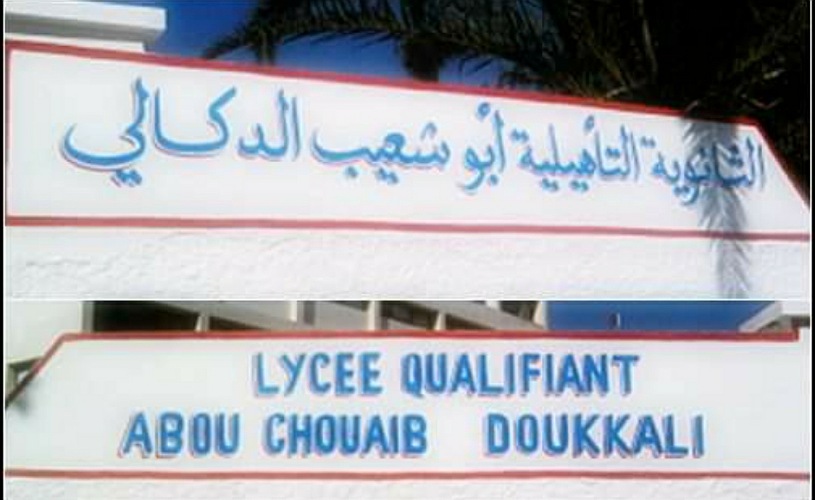 الثانوية التأهيلية أبو شعيب الدكالي
LYCEE QUALIFIANT
ABOU CHOUAIB DOUKKALI